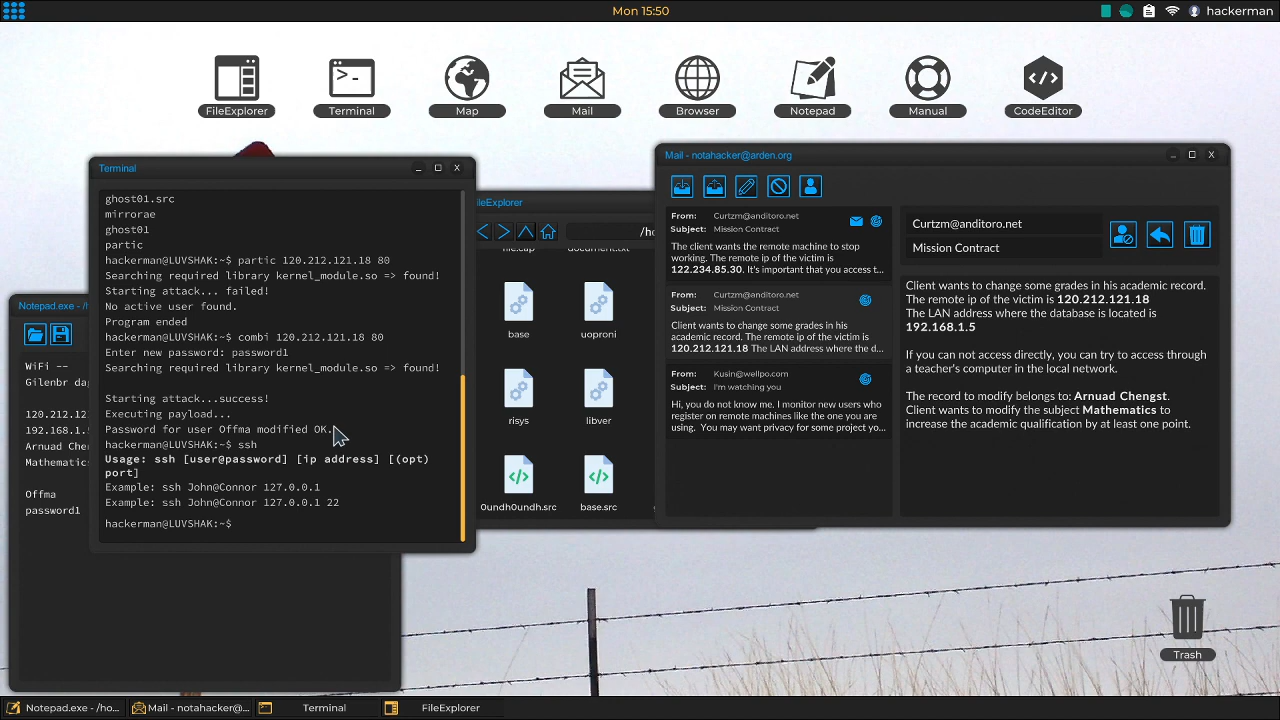 Mon 15:50
hackerman
FileExplorer
Terminal
Map
Mail
Browser
Notepad
Manual
CodeEditor
Terminal
ghost01.src
mirrorae
ghost01
partic
hackerman@LUVSHAK:~$ partic 120.212.121.18 80
Searching required library kernel_module.so => found!
Starting attack... failed!
No active user found.
Program ended
hackerman@LUVSHAK:~$ combi 120.212.121.18 80
Enter new password: password1
Searching required library kernel_module.so => found!
Starting attack...success!
Executing payload...
Password for user Offma modified OK.
hackerman@LUVSHAK:~$ ssh
Usage: ssh [user@password] [ip address] [(opt)
port]
Example: ssh John@Connor 127.0.0.1
Example: ssh John@Connor 127.0.0.1 22
hackerman@LUVSHAK:~$
Notepad.exe - /h
WiFi --
Gilenbr da
120.212.12
192.168.1.
Arnuad Chen
Mathematics
Offma
password1
ileExplorer
/ho
file.cap
document.txt
base
uoproni
risys
libver
0undh0undh.src
base.src
Mail - notahacker@arden.org
From: Curtzm@anditoro.net
Subject: Mission Contract
The client wants the remote machine to stop
working. The remote ip of the victim is
122.234.85.30. It's important that you access t...
From: Curtzm@anditoro.net
Subject: Mission Contract
Client wants to change some grades in his
academic record. The remote ip of the victim is
120.212.121.18 The LAN address where the d...
From: Kusin@wellpo.com
Subject: I'm watching you
Hi, you do not know me. I monitor new users who
register on remote machines like the one you are
using. You may want privacy for some project yo...
Curtzm@anditoro.net
Mission Contract
Client wants to change some grades in his academic record.
The remote ip of the victim is 120.212.121.18
The LAN address where the database is located is
192.168.1.5
If you can not access directly, you can try to access through
a teacher's computer in the local network.
The record to modify belongs to: Arnuad Chengst.
Client wants to modify the subject Mathematics to
increase the academic qualification by at least one point.
Trash
Notepad.exe - /ho...
Mail - notahacker@...
Terminal
FileExplorer